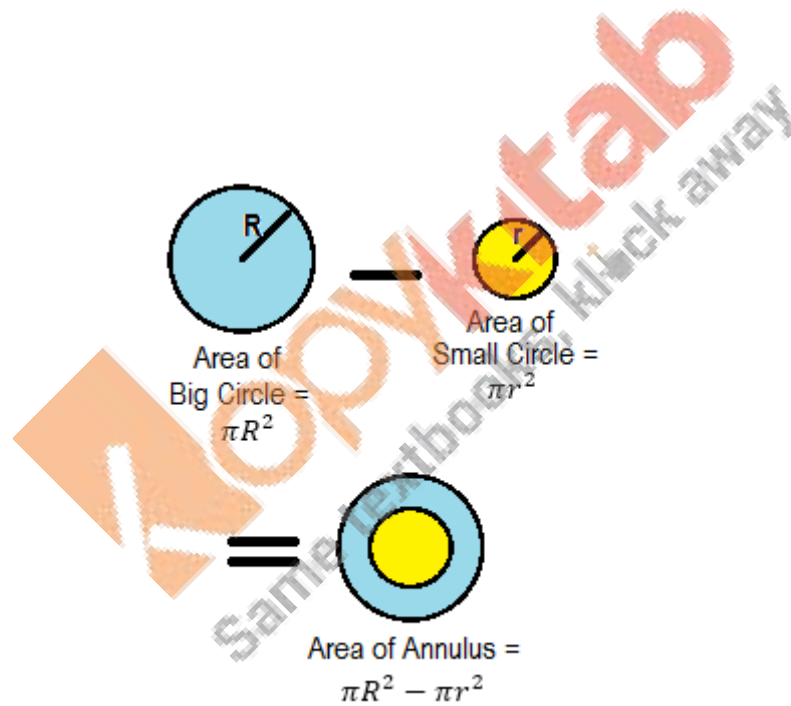 R
r
Area of
Big Circle =
πR²
Area of
Small Circle =
πr²
Area of Annulus =
πR² − πr²
Kopykitab
Same textbooks, klick away